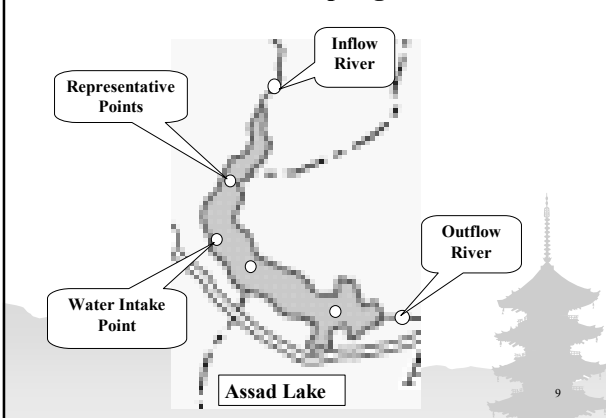 Inflow
River
Representative
Points
Outflow
River
Water Intake
Point
Assad Lake
9